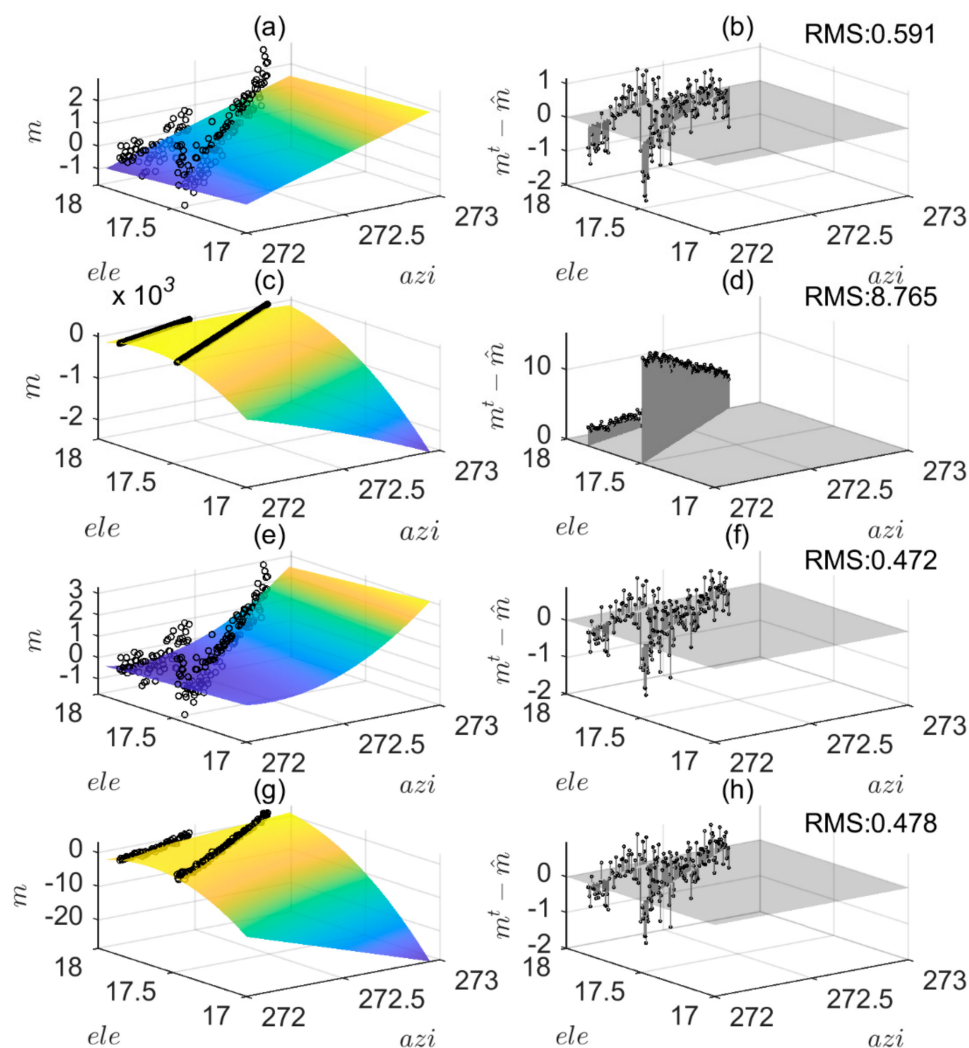 (a)
m
2
1
0
-1
18
17.5
17
ele
272
272.5
273
azi
(b)
RMS:0.591
m^t − m̂
1
0
-1
-2
18
17.5
17
ele
272
272.5
273
azi
(c)
x 10^3
m
0
-1
-2
18
17.5
17
ele
272
272.5
273
azi
(d)
RMS:8.765
m^t − m̂
10
0
18
17.5
17
ele
272
272.5
273
azi
(e)
m
3
2
1
0
-1
18
17.5
17
ele
272
272.5
273
azi
(f)
RMS:0.472
m^t − m̂
0
-1
-2
18
17.5
17
ele
272
272.5
273
azi
(g)
m
0
-10
-20
18
17.5
17
ele
272
272.5
273
azi
(h)
RMS:0.478
m^t − m̂
0
-1
-2
18
17.5
17
ele
272
272.5
273
azi